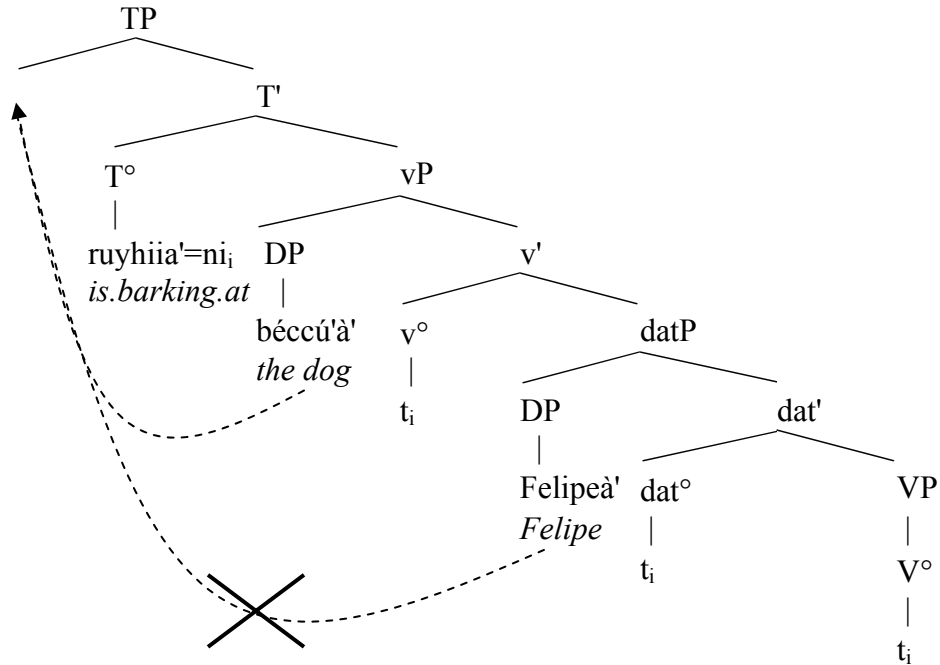 TP
T'
T° vP
ruyhiia'=niᵢ DP v'
is.barking.at
béccú'à' v° datP
the dog
tᵢ DP dat'
Felipeà' dat° VP
Felipe
tᵢ V°
tᵢ